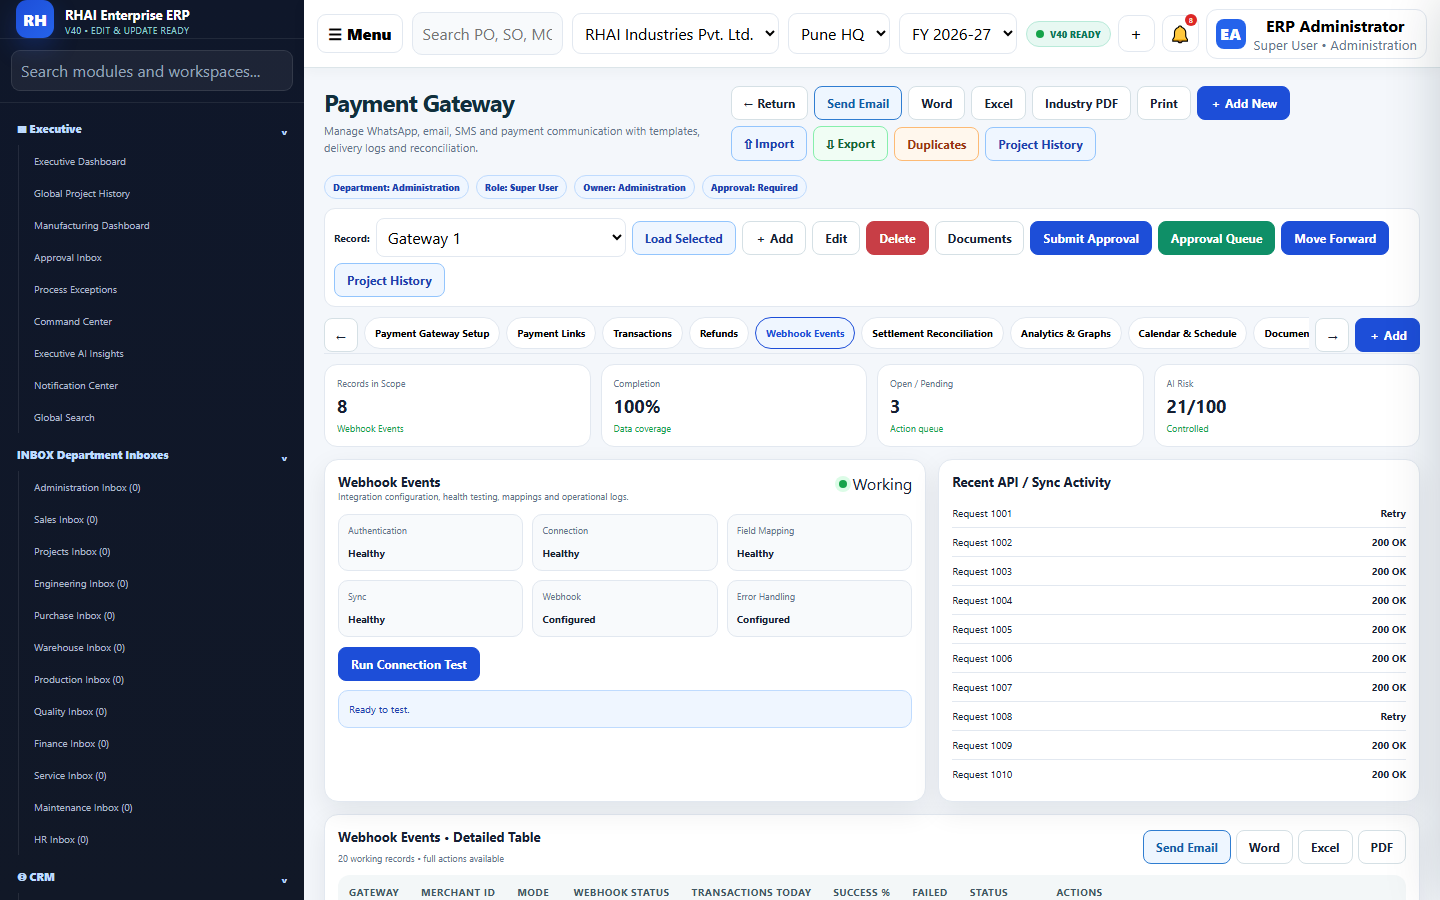 RH
RHAI Enterprise ERP
V40 • EDIT & UPDATE READY
Search modules and workspaces...
Executive
v
Executive Dashboard
Global Project History
Manufacturing Dashboard
Approval Inbox
Process Exceptions
Command Center
Executive AI Insights
Notification Center
Global Search
INBOX Department Inboxes
v
Administration Inbox (0)
Sales Inbox (0)
Projects Inbox (0)
Engineering Inbox (0)
Purchase Inbox (0)
Warehouse Inbox (0)
Production Inbox (0)
Quality Inbox (0)
Finance Inbox (0)
Service Inbox (0)
Maintenance Inbox (0)
HR Inbox (0)
CRM
v
☰ Menu
Search PO, SO, MO
RHAI Industries Pvt. Ltd.
Pune HQ
FY 2026-27
V40 READY
+
8
EA
ERP Administrator
Super User • Administration
Payment Gateway
Manage WhatsApp, email, SMS and payment communication with templates,
delivery logs and reconciliation.
← Return
Send Email
Word
Excel
Industry PDF
Print
+ Add New
⇧ Import
⇩ Export
Duplicates
Project History
Department: Administration
Role: Super User
Owner: Administration
Approval: Required
Record:
Gateway 1
Load Selected
+ Add
Edit
Delete
Documents
Submit Approval
Approval Queue
Move Forward
Project History
←
Payment Gateway Setup
Payment Links
Transactions
Refunds
Webhook Events
Settlement Reconciliation
Analytics & Graphs
Calendar & Schedule
Documen
→
+ Add
Records in Scope
8
Webhook Events
Completion
100%
Data coverage
Open / Pending
3
Action queue
AI Risk
21/100
Controlled
Webhook Events
Integration configuration, health testing, mappings and operational logs.
Working
Authentication
Healthy
Connection
Healthy
Field Mapping
Healthy
Sync
Healthy
Webhook
Configured
Error Handling
Configured
Run Connection Test
Ready to test.
Recent API / Sync Activity
Request 1001 Retry
Request 1002 200 OK
Request 1003 200 OK
Request 1004 200 OK
Request 1005 200 OK
Request 1006 200 OK
Request 1007 200 OK
Request 1008 Retry
Request 1009 200 OK
Request 1010 200 OK
Webhook Events • Detailed Table
20 working records • full actions available
Send Email
Word
Excel
PDF
GATEWAY MERCHANT ID MODE WEBHOOK STATUS TRANSACTIONS TODAY SUCCESS % FAILED STATUS ACTIONS